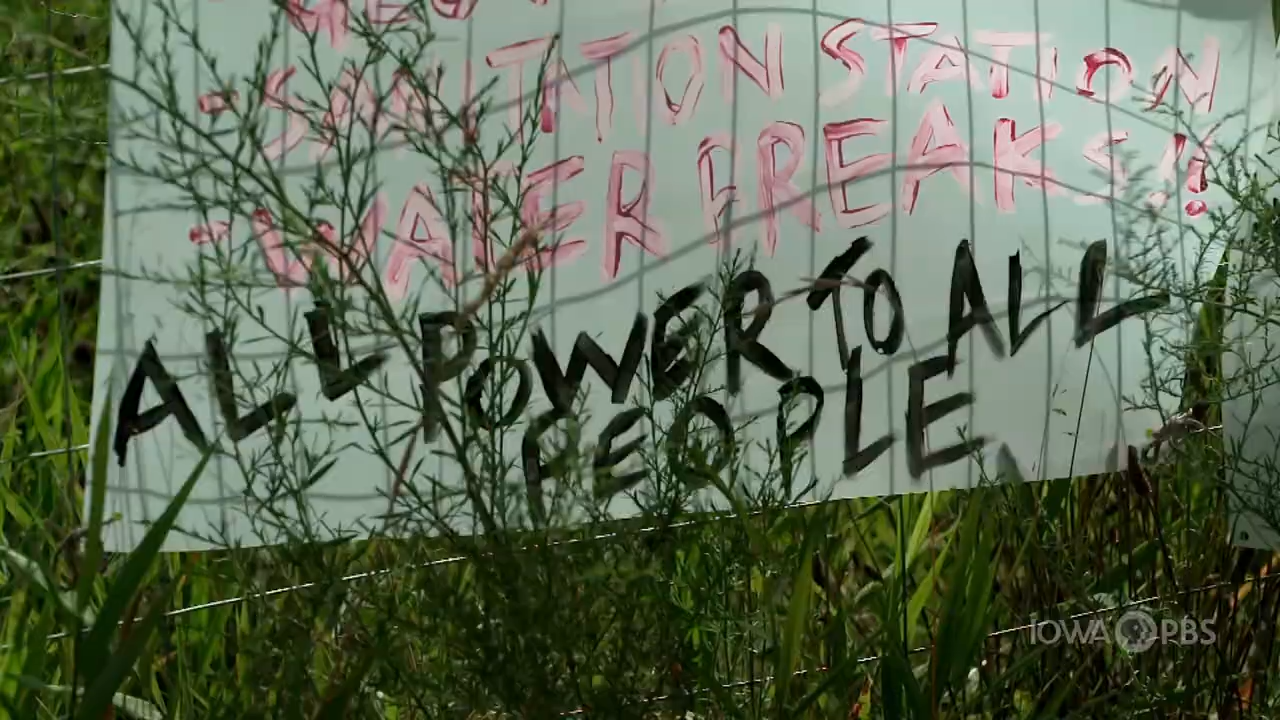 - SANITATION STATION
- WATER BREAKS!!
ALL POWER TO ALL
PEOPLE
IOWA PBS